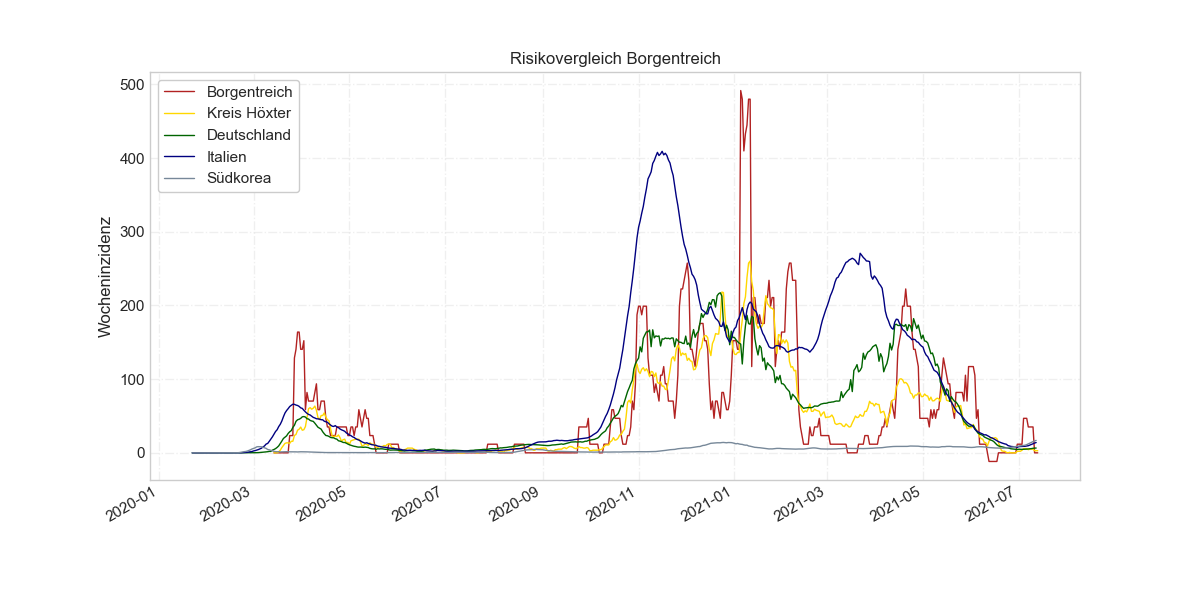 Risikovergleich Borgentreich
Wocheninzidenz
500
400
300
200
100
0
Borgentreich
Kreis Höxter
Deutschland
Italien
Südkorea
2020-01
2020-03
2020-05
2020-07
2020-09
2020-11
2021-01
2021-03
2021-05
2021-07